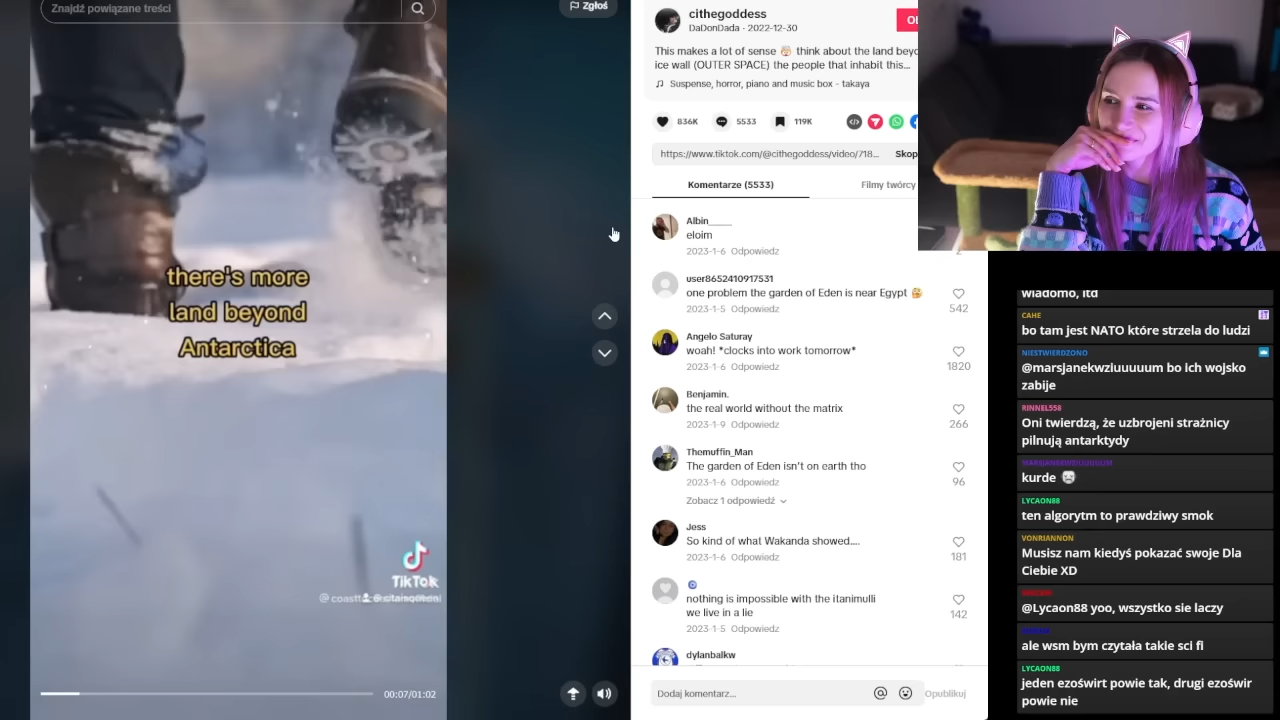 Znajdź powiązane treści
Zgłoś
there's more
land beyond
Antarctica
TikTok
00:07/01:02
cithegoddess
DaDonDada · 2022-12-30
This makes a lot of sense 🤯 think about the land beyo
ice wall (OUTER SPACE) the people that inhabit this...
Suspense, horror, piano and music box - takaya
836K
5533
119K
https://www.tiktok.com/@cithegoddess/video/718...
Skop
Komentarze (5533)
Filmy twórcy
Albin_____
eloim
2023-1-6 Odpowiedz
2
user8652410917531
one problem the garden of Eden is near Egypt 🤔
2023-1-5 Odpowiedz
542
Angelo Saturay
woah! *clocks into work tomorrow*
2023-1-6 Odpowiedz
1820
Benjamin.
the real world without the matrix
2023-1-9 Odpowiedz
266
Themuffin_Man
The garden of Eden isn't on earth tho
2023-1-6 Odpowiedz
96
Zobacz 1 odpowiedź
Jess
So kind of what Wakanda showed....
2023-1-6 Odpowiedz
181
nothing is impossible with the itanimulli
we live in a lie
2023-1-5 Odpowiedz
142
dylanbalkw
Dodaj komentarz...
Opublikuj
wiadomo, itd
CAHE
bo tam jest NATO które strzela do ludzi
NIESTWIERDZONO
@marsjanekwziuuuuum bo ich wojsko
zabije
RINNEL558
Oni twierdzą, że uzbrojeni strażnicy
pilnują antarktydy
MARSJANEKWZIUUUUUM
kurde
LYCAON88
ten algorytm to prawdziwy smok
VONRIANNON
Musisz nam kiedyś pokazać swoje Dla
Ciebie XD
@Lycaon88 yoo, wszystko sie laczy
ale wsm bym czytała takie sci fi
LYCAON88
jeden ezoświrt powie tak, drugi ezoświr
powie nie